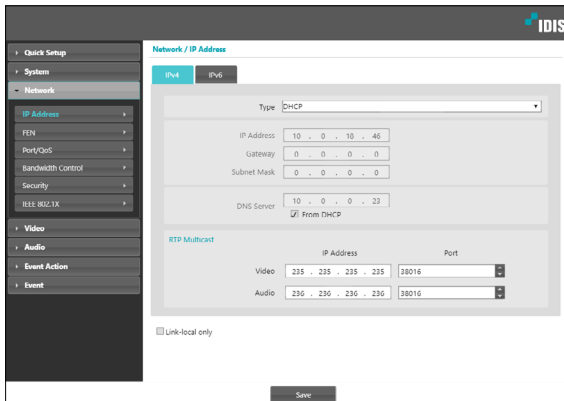 IDIS
Quick Setup
System
Network
IP Address
FEN
Port/QoS
Bandwidth Control
Security
IEEE 802.1X
Video
Audio
Event Action
Event
Network / IP Address
IPv4 IPv6
Type DHCP
IP Address 10 . 0 . 16 . 46
Gateway 0 . 0 . 0 . 0
Subnet Mask 0 . 0 . 0 . 0
DNS Server 10 . 0 . 0 . 23
From DHCP
RTP Multicast
IP Address Port
Video 235 . 235 . 235 . 235 38016
Audio 236 . 236 . 236 . 236 38016
Link-local only
Save